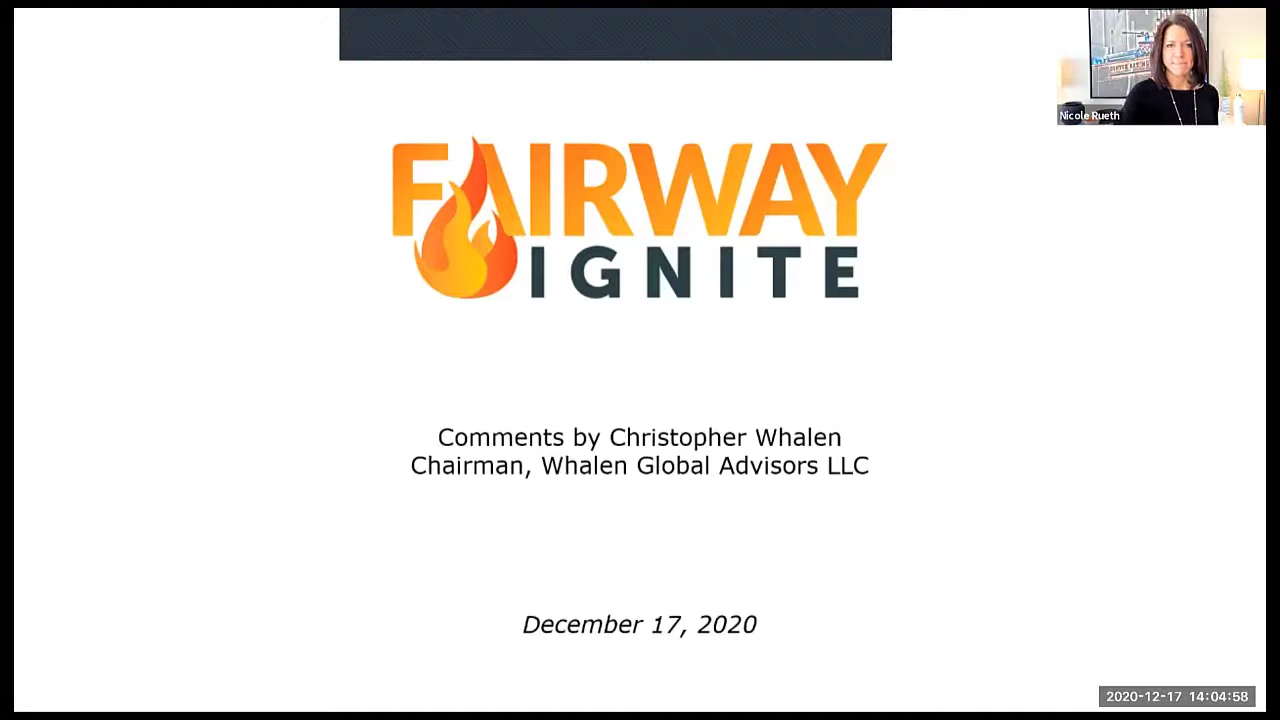 FAIRWAY
IGNITE
Nicole Rueth
Comments by Christopher Whalen
Chairman, Whalen Global Advisors LLC
December 17, 2020
2020-12-17 14:04:58